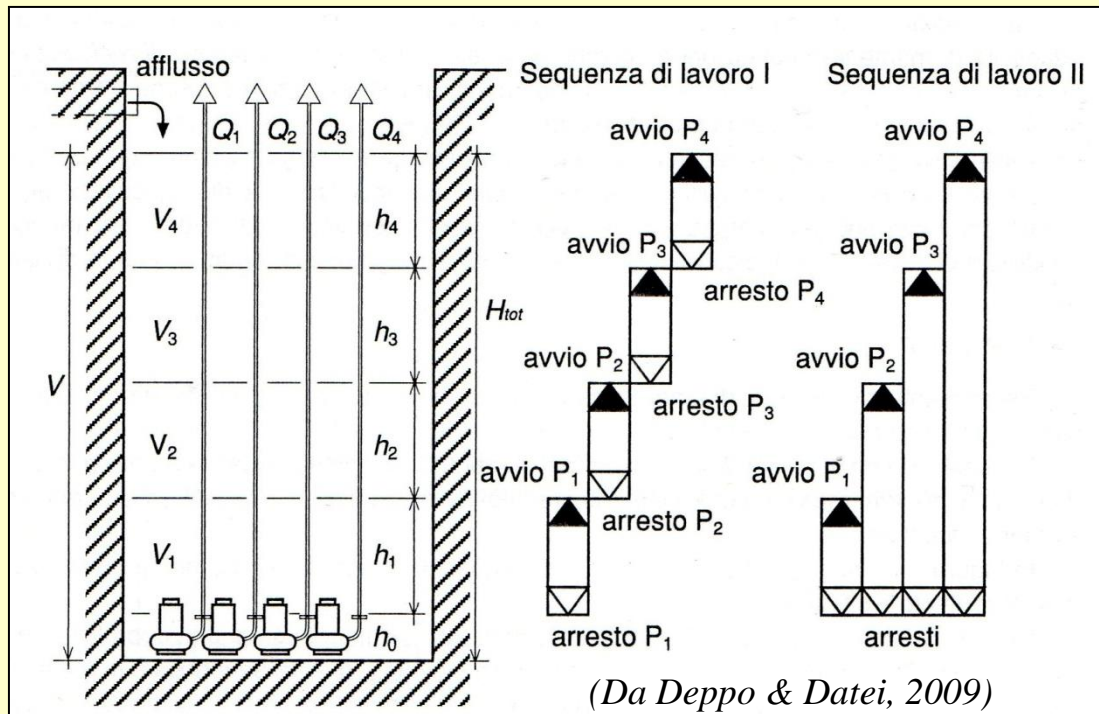 afflusso
Q₁ Q₂ Q₃ Q₄
V₄
V₃
V₂
V₁
V
h₄
h₃
h₂
h₁
h₀
Htot
Sequenza di lavoro I
avvio P₄
avvio P₃
arresto P₄
avvio P₂
arresto P₃
avvio P₁
arresto P₂
arresto P₁
Sequenza di lavoro II
avvio P₄
avvio P₃
avvio P₂
avvio P₁
arresti
(Da Deppo & Datei, 2009)